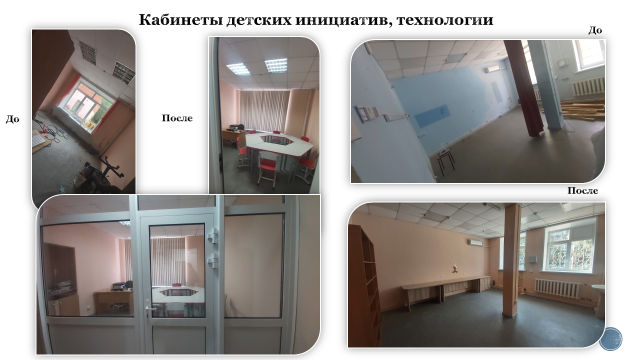 Кабинеты детских инициатив, технологии
До
До
После
После